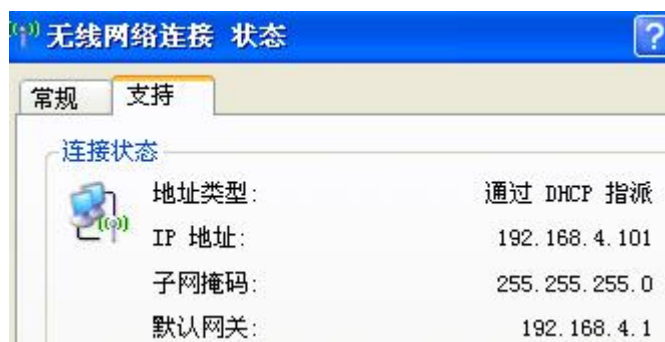 无线网络连接 状态
常规 支持
连接状态
地址类型: 通过 DHCP 指派
IP 地址: 192.168.4.101
子网掩码: 255.255.255.0
默认网关: 192.168.4.1